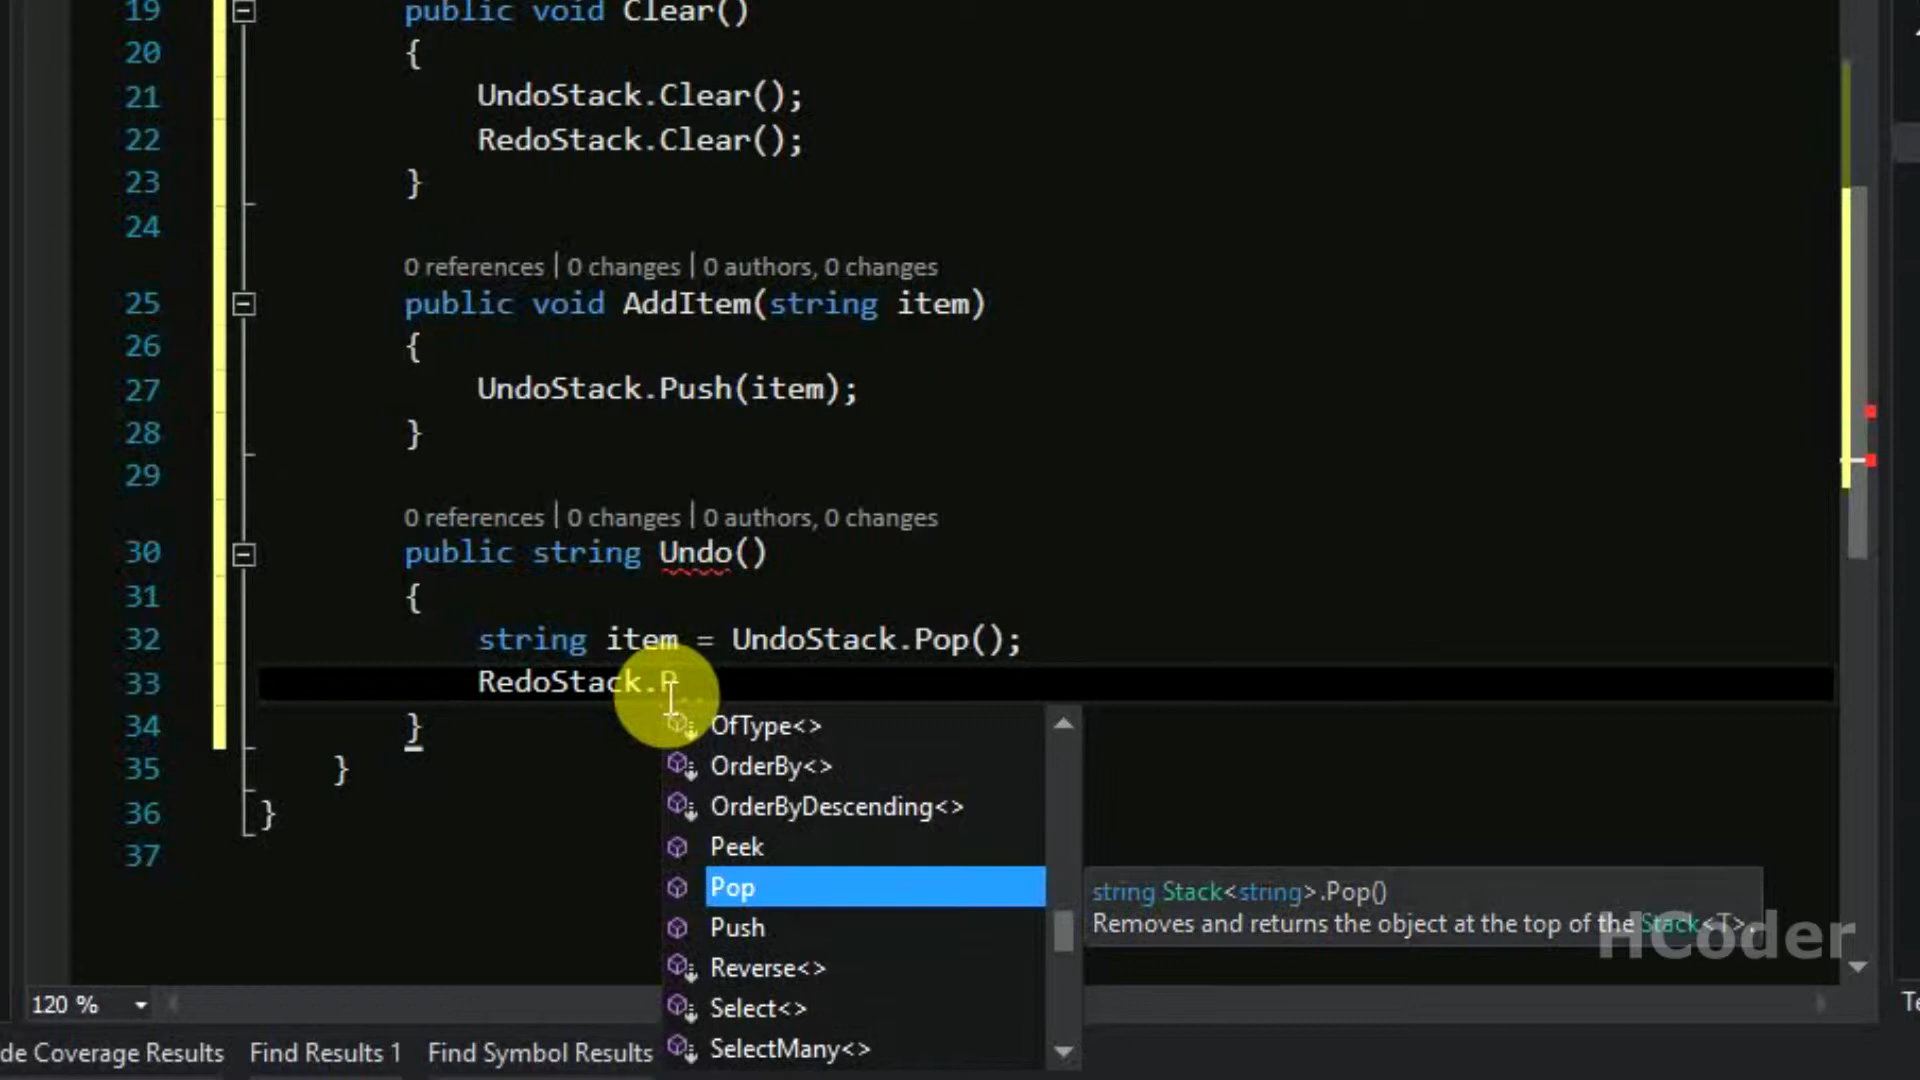 19 public void Clear()
20 {
21 UndoStack.Clear();
22 RedoStack.Clear();
23 }
24
0 references | 0 changes | 0 authors, 0 changes
25 public void AddItem(string item)
26 {
27 UndoStack.Push(item);
28 }
29
0 references | 0 changes | 0 authors, 0 changes
30 public string Undo()
31 {
32 string item = UndoStack.Pop();
33 RedoStack.P
34 }
35 }
36 }
37
OfType<>
OrderBy<>
OrderByDescending<>
Peek
Pop
Push
Reverse<>
Select<>
SelectMany<>
string Stack<string>.Pop()
Removes and returns the object at the top of the Stack<T>.
HCoder
120 %
de Coverage Results Find Results 1 Find Symbol Results
Te